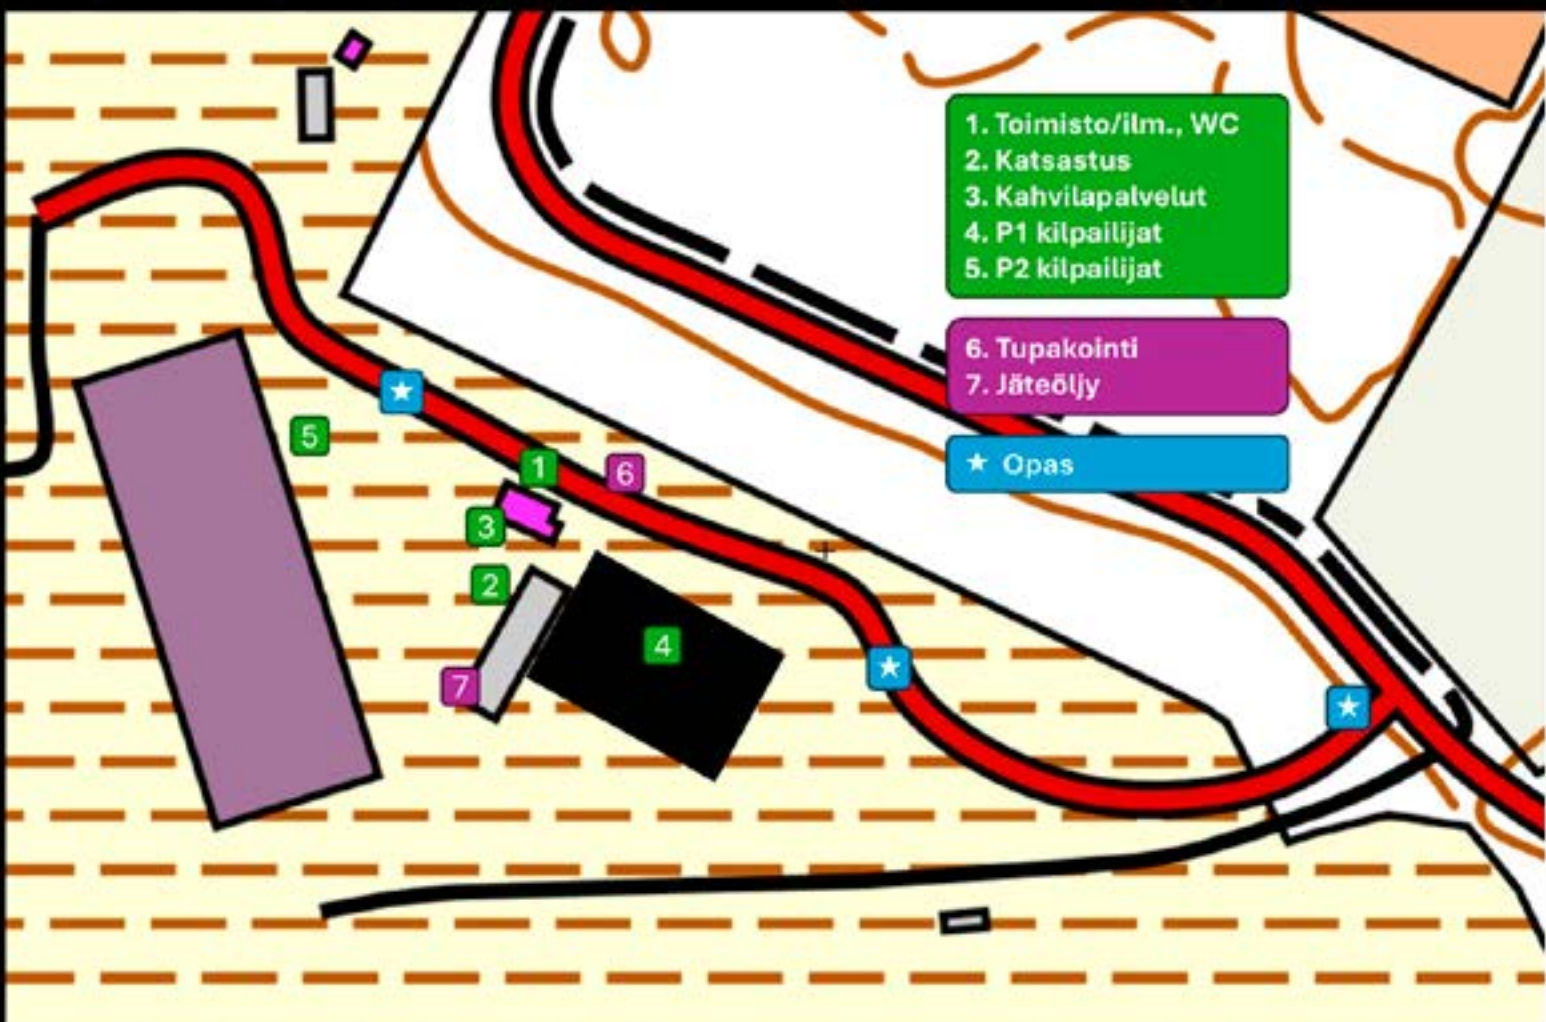 1. Toimisto/ilm., WC
2. Katsastus
3. Kahvilapalvelut
4. P1 kilpailijat
5. P2 kilpailijat
6. Tupakointi
7. Jäteöljy
★ Opas
5
1
6
3
2
4
7